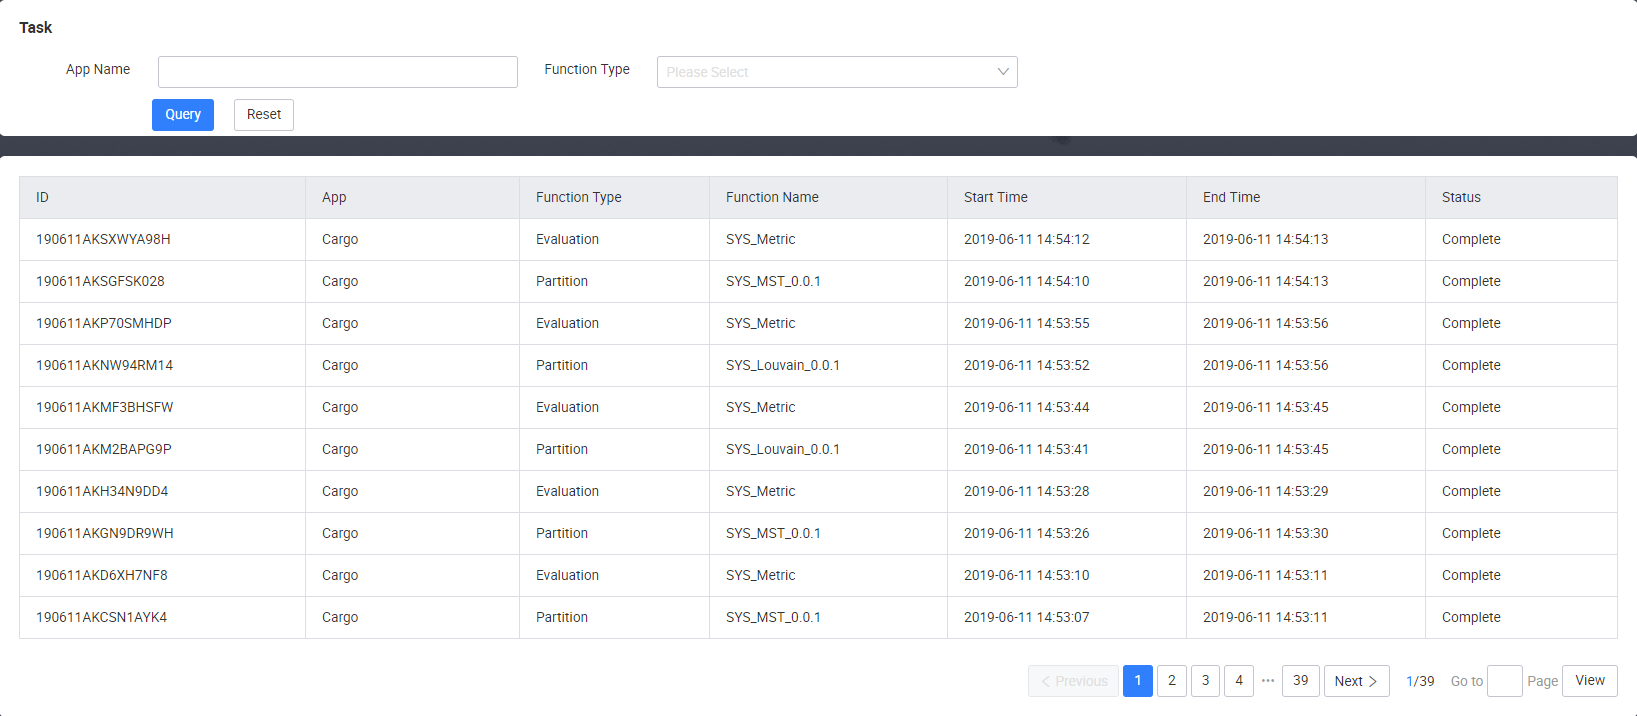 Task
App Name
Function Type Please Select
Query Reset
ID App Function Type Function Name Start Time End Time Status
190611AKSXWYA98H Cargo Evaluation SYS_Metric 2019-06-11 14:54:12 2019-06-11 14:54:13 Complete
190611AKSGFSK028 Cargo Partition SYS_MST_0.0.1 2019-06-11 14:54:10 2019-06-11 14:54:13 Complete
190611AKP70SMHDP Cargo Evaluation SYS_Metric 2019-06-11 14:53:55 2019-06-11 14:53:56 Complete
190611AKNW94RM14 Cargo Partition SYS_Louvain_0.0.1 2019-06-11 14:53:52 2019-06-11 14:53:56 Complete
190611AKMF3BHSFW Cargo Evaluation SYS_Metric 2019-06-11 14:53:44 2019-06-11 14:53:45 Complete
190611AKM2BAPG9P Cargo Partition SYS_Louvain_0.0.1 2019-06-11 14:53:41 2019-06-11 14:53:45 Complete
190611AKH34N9DD4 Cargo Evaluation SYS_Metric 2019-06-11 14:53:28 2019-06-11 14:53:29 Complete
190611AKGN9DR9WH Cargo Partition SYS_MST_0.0.1 2019-06-11 14:53:26 2019-06-11 14:53:30 Complete
190611AKD6XH7NF8 Cargo Evaluation SYS_Metric 2019-06-11 14:53:10 2019-06-11 14:53:11 Complete
190611AKCSN1AYK4 Cargo Partition SYS_MST_0.0.1 2019-06-11 14:53:07 2019-06-11 14:53:11 Complete
< Previous 1 2 3 4 ••• 39 Next > 1/39 Go to Page View